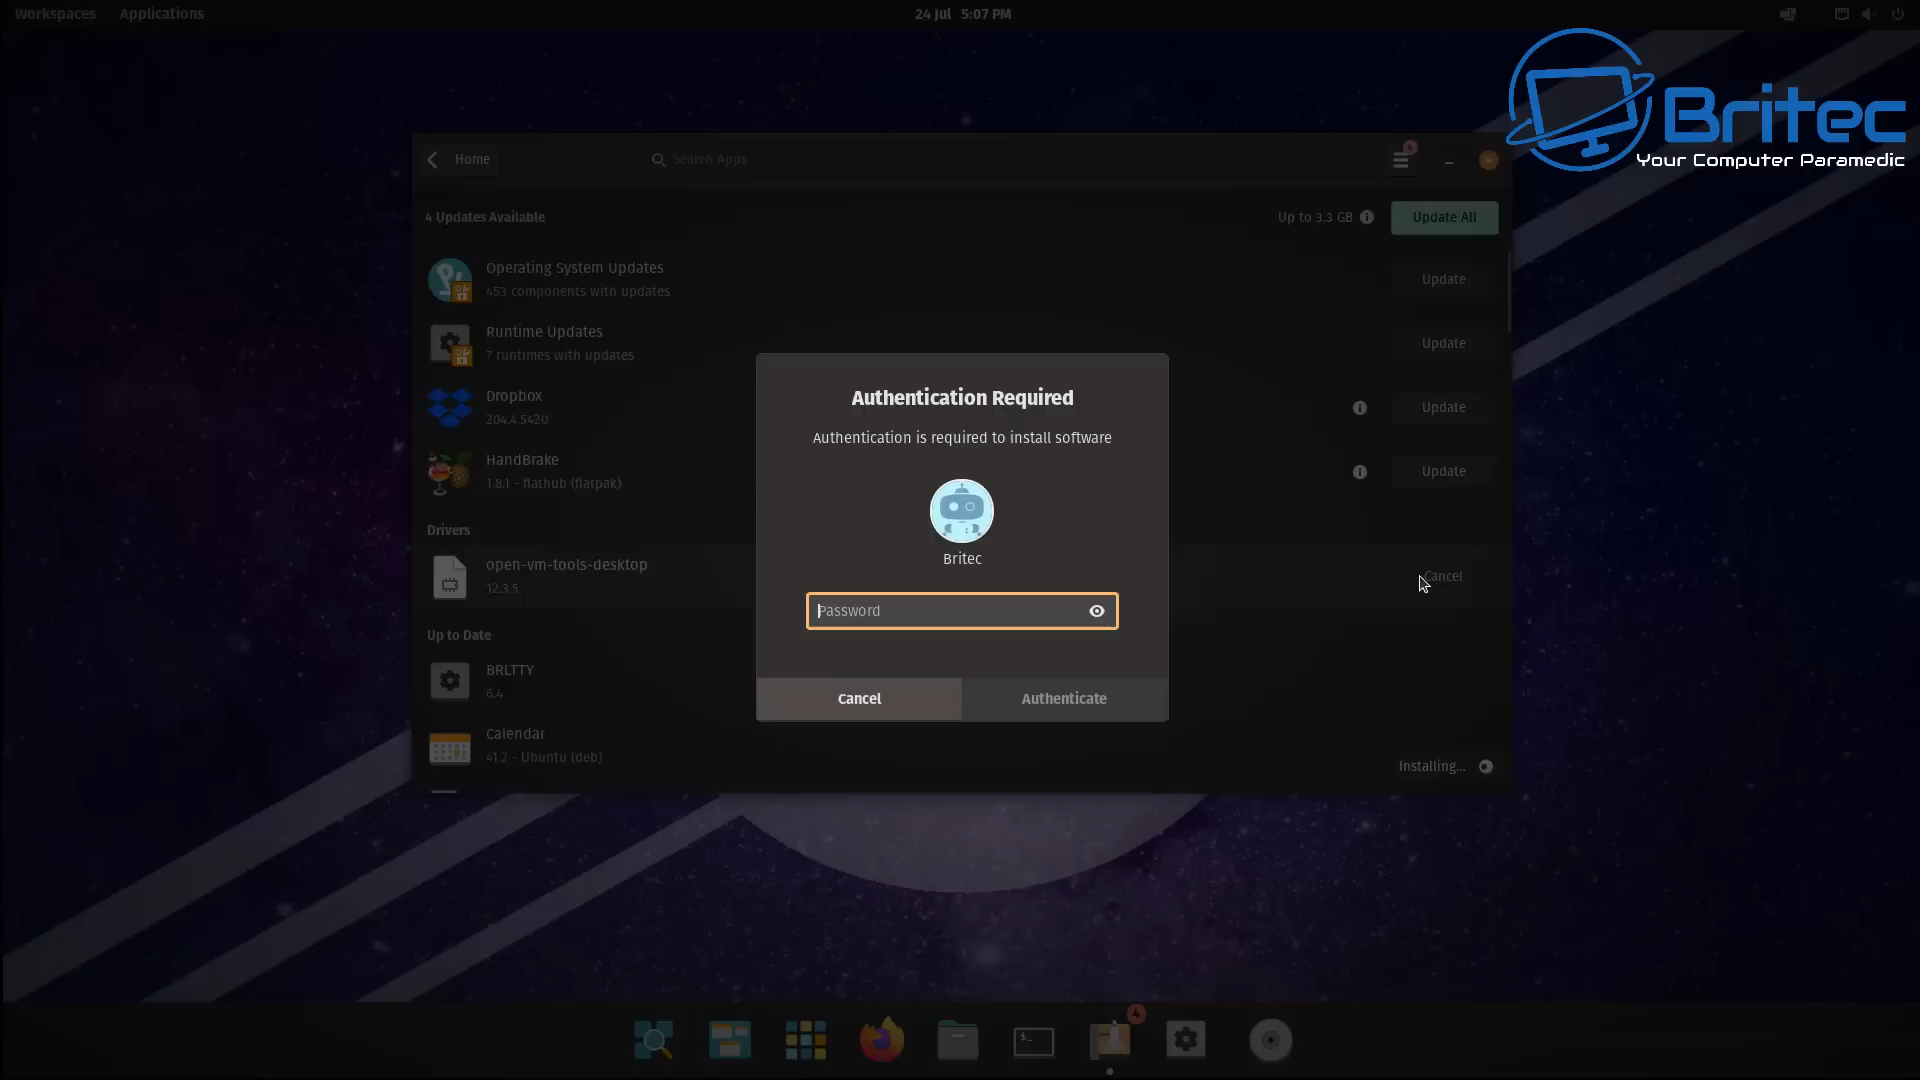 Workspaces Applications 24 Jul 5:07 PM
Britec
Your Computer Paramedic
Home Search Apps 4
4 Updates Available Up to 3.3 GB Update All
Operating System Updates
453 components with updates Update
Runtime Updates
7 runtimes with updates Update
Dropbox
204.4.5420 Update
HandBrake
1.8.1 - flathub (flatpak) Update
Drivers
open-vm-tools-desktop
12.3.5 Cancel
Up to Date
BRLTTY
6.4
Calendar
41.2 - Ubuntu (deb)
Installing...
Authentication Required
Authentication is required to install software
Britec
Password
Cancel Authenticate
$_
4